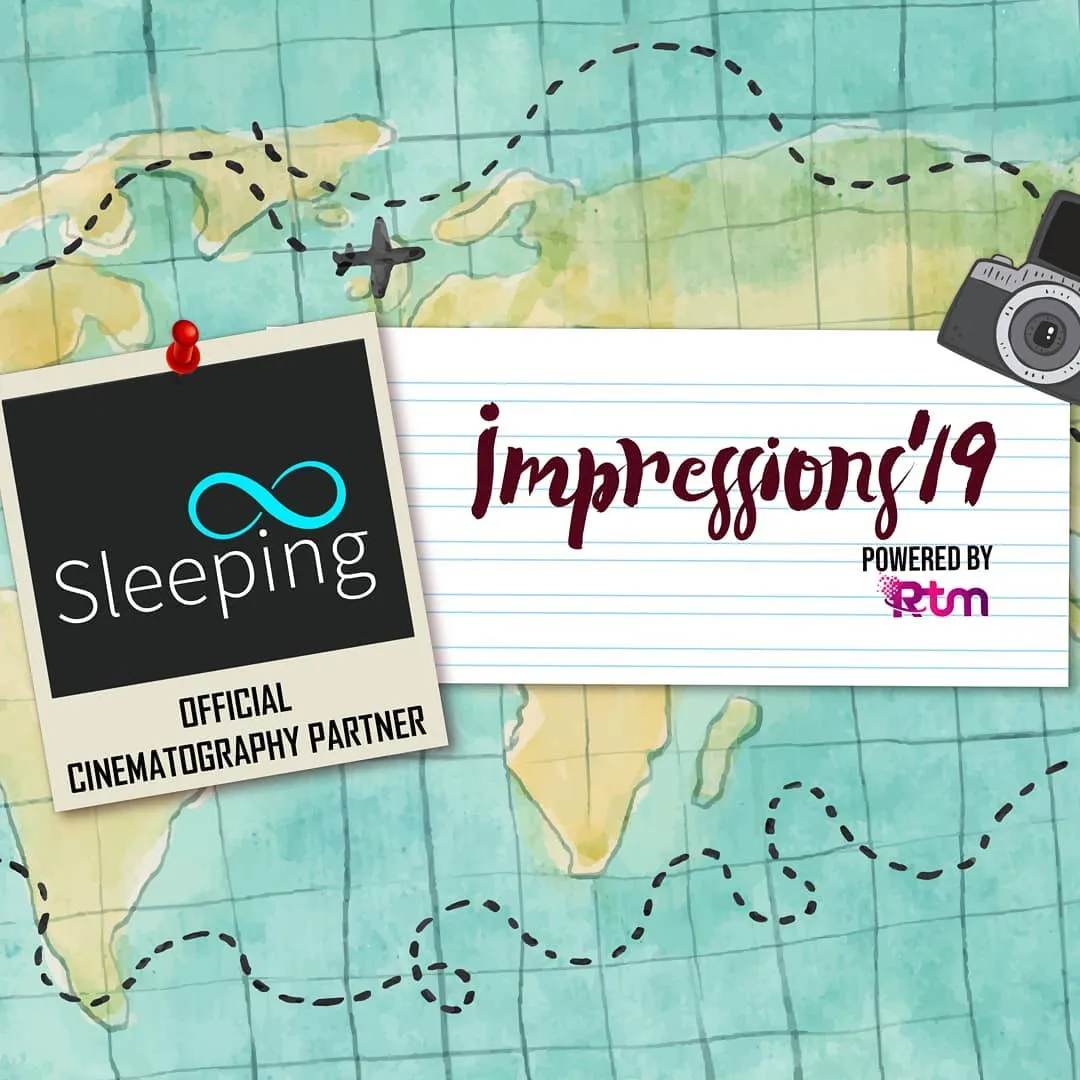 Sleeping
OFFICIAL
CINEMATOGRAPHY PARTNER
impressions'19
POWERED BY
Rtm